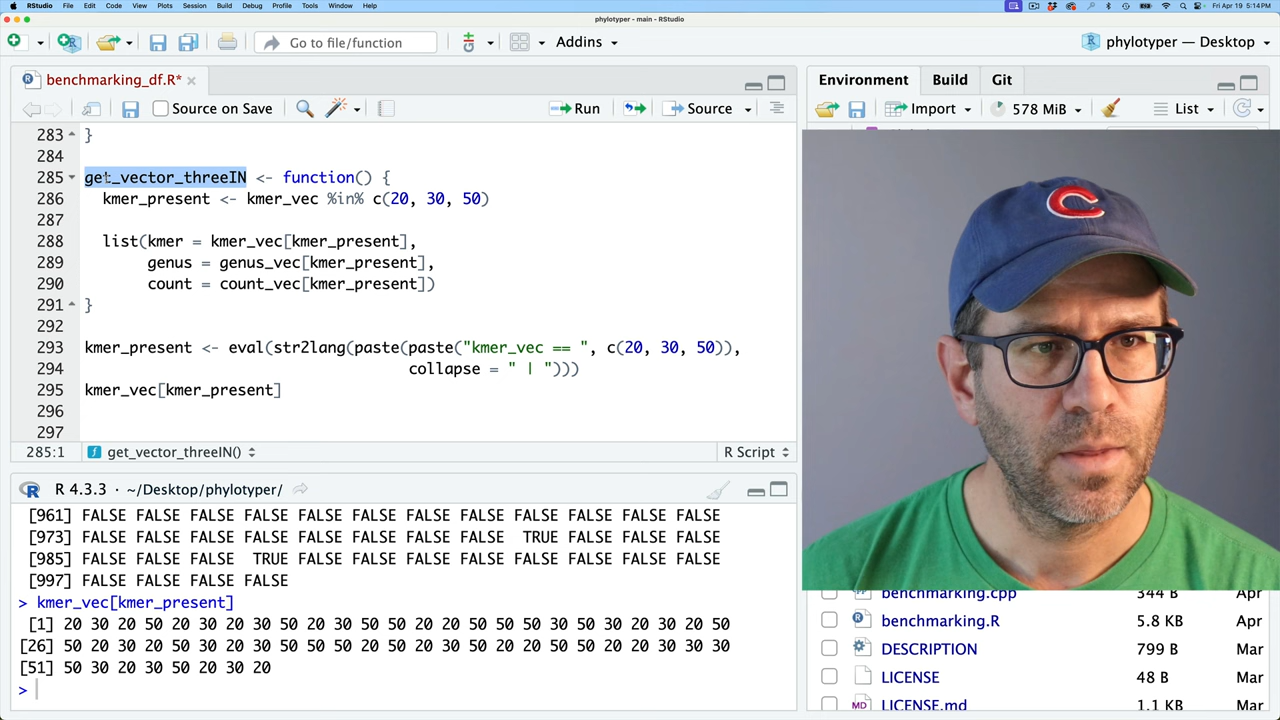 RStudio File Edit Code View Plots Session Build Debug Profile Tools Window Help Fri Apr 19 5:14 PM
phylotyper - main - RStudio
Go to file/function Addins phylotyper — Desktop
benchmarking_df.R*
Source on Save Run Source
283 }
284
285 get_vector_threeIN <- function() {
286 kmer_present <- kmer_vec %in% c(20, 30, 50)
287
288 list(kmer = kmer_vec[kmer_present],
289 genus = genus_vec[kmer_present],
290 count = count_vec[kmer_present])
291 }
292
293 kmer_present <- eval(str2lang(paste(paste("kmer_vec == ", c(20, 30, 50)),
294 collapse = " | ")))
295 kmer_vec[kmer_present]
296
297
285:1 get_vector_threeIN() R Script
R 4.3.3 · ~/Desktop/phylotyper/
[961] FALSE FALSE FALSE FALSE FALSE FALSE FALSE FALSE FALSE FALSE FALSE FALSE
[973] FALSE FALSE FALSE FALSE FALSE FALSE FALSE FALSE TRUE FALSE FALSE FALSE
[985] FALSE FALSE FALSE TRUE FALSE FALSE FALSE FALSE FALSE FALSE FALSE FALSE
[997] FALSE FALSE FALSE FALSE
> kmer_vec[kmer_present]
[1] 20 30 20 50 20 30 20 30 50 50 20 50 20 50 20 50 50 50 30 50 30 20 30 20 50
[26] 50 20 30 20 30 50 20 30 50 50 50 20 50 20 30 50 20 20 50 50 20 50 30 30 30
[51] 50 30 20 30 50 20 30 20
>
Environment Build Git
Import 578 MiB List
C
benchmarking.cpp 344 B Apr
benchmarking.R 5.8 KB Apr
DESCRIPTION 799 B Mar
LICENSE 48 B Mar
LICENSE.md 1.1 KB Mar